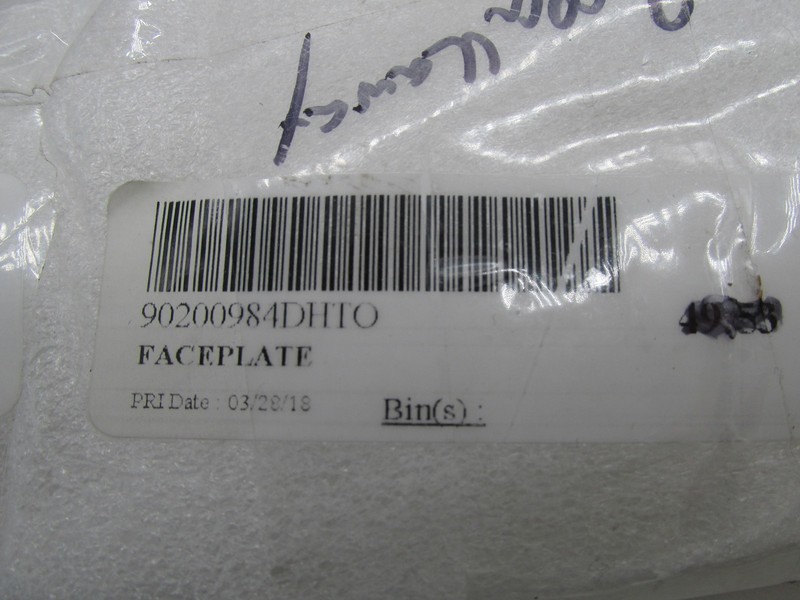 90200984DHTO
FACEPLATE
PRI Date : 03/28/18
Bin(s) :